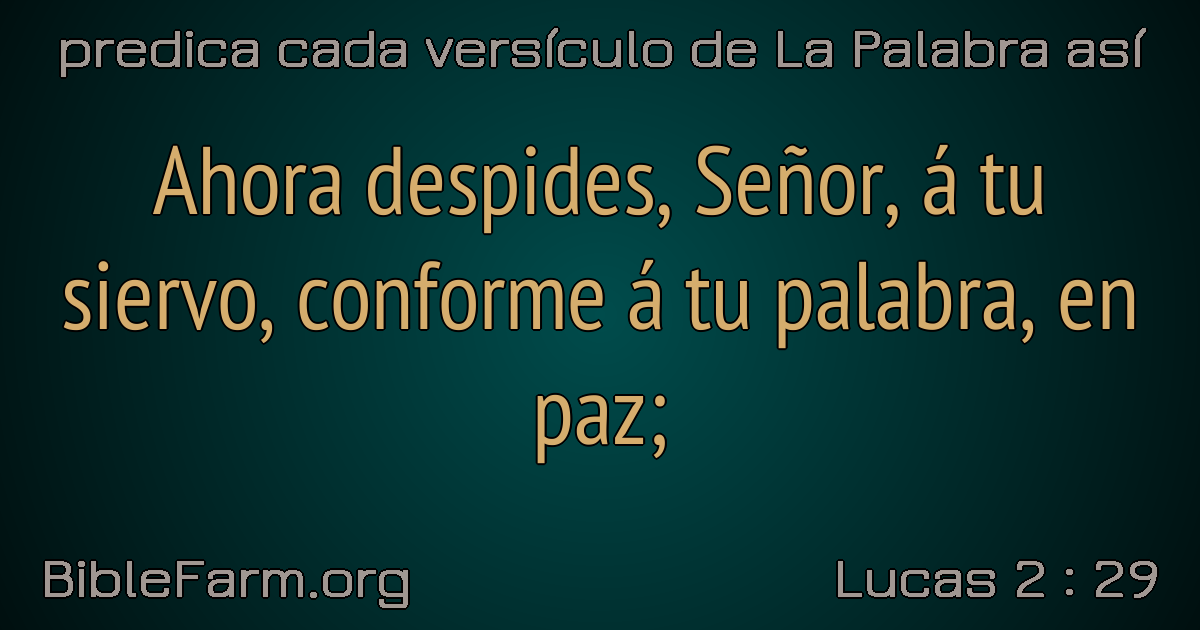 predica cada versículo de La Palabra así
Ahora despides, Señor, á tu
siervo, conforme á tu palabra, en
paz;
BibleFarm.org
Lucas 2 : 29